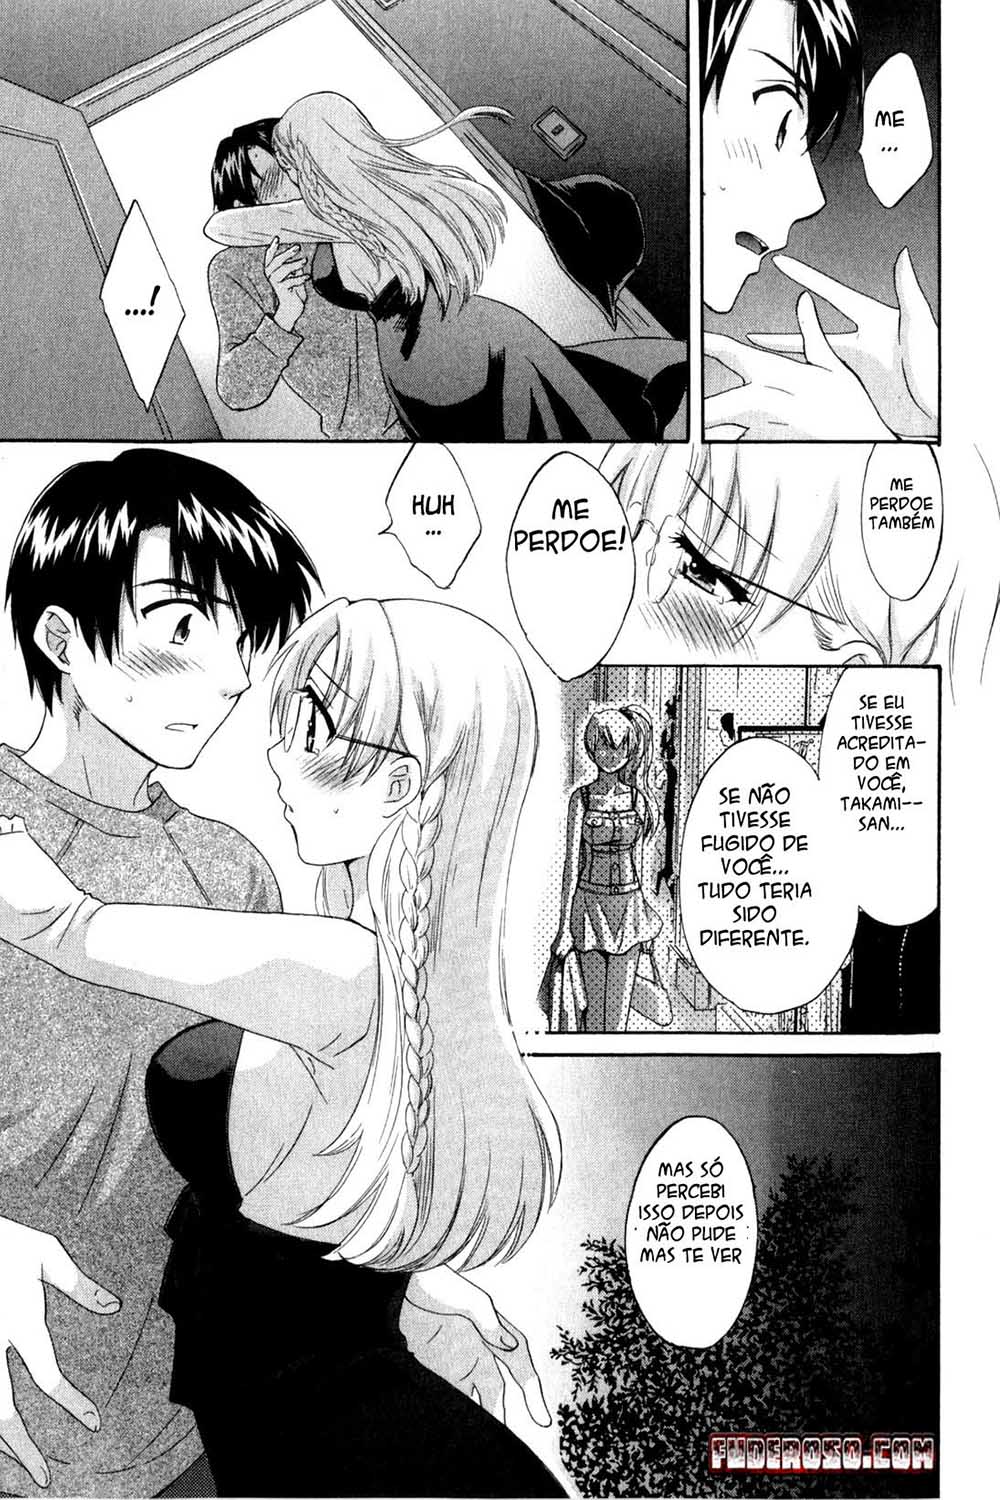 ME
...
....!
ME
PERDOE
TAMBÉM
ME
PERDOE!
HUH
...
SE EU
TIVESSE
ACREDITA-
DO EM
VOCÊ,
TAKAMI--
SAN...
SE NÃO
TIVESSE
FUGIDO DE
VOCÊ...
TUDO TERIA
SIDO
DIFERENTE.
MAS SÓ
PERCEBI
ISSO DEPOIS
NÃO PUDE
MAS TE VER
FUDEROSO.COM